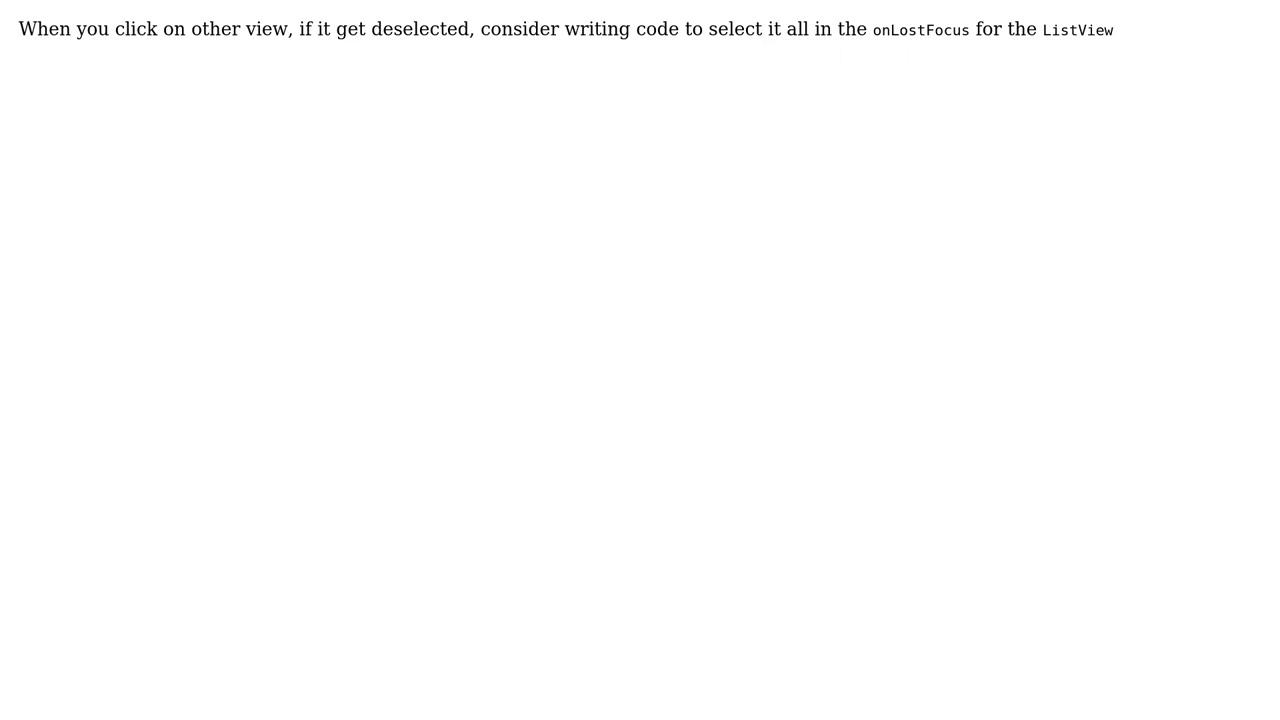 When you click on other view, if it get deselected, consider writing code to select it all in the onLostFocus for the ListView